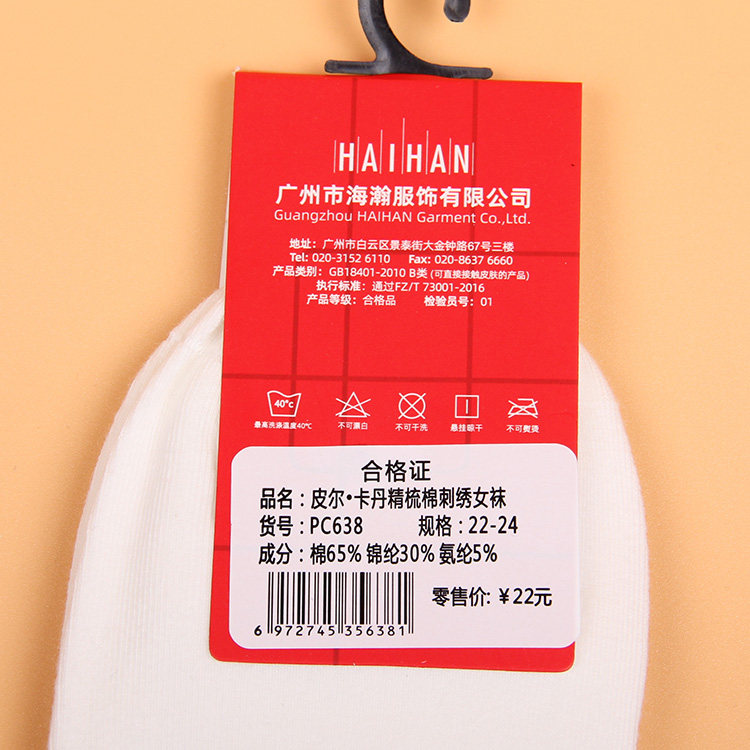 HAIHAN
广州市海瀚服饰有限公司
Guangzhou HAIHAN Garment Co.,Ltd.
地址：广州市白云区景泰街大金钟路67号三楼
Tel: 020-3152 6110 Fax: 020-8637 6660
产品类别：GB18401-2010 B类 (可直接接触皮肤的产品)
执行标准：通过FZ/T 73001-2016
产品等级：合格品 检验员号：01
40°c
最高洗涤温度40℃ 不可漂白 不可干洗 悬挂晾干 不可熨烫
合格证
品名：皮尔•卡丹精梳棉刺绣女袜
货号：PC638 规格：22-24
成分：棉65% 锦纶30% 氨纶5%
零售价: ¥22元
6 972745 356381